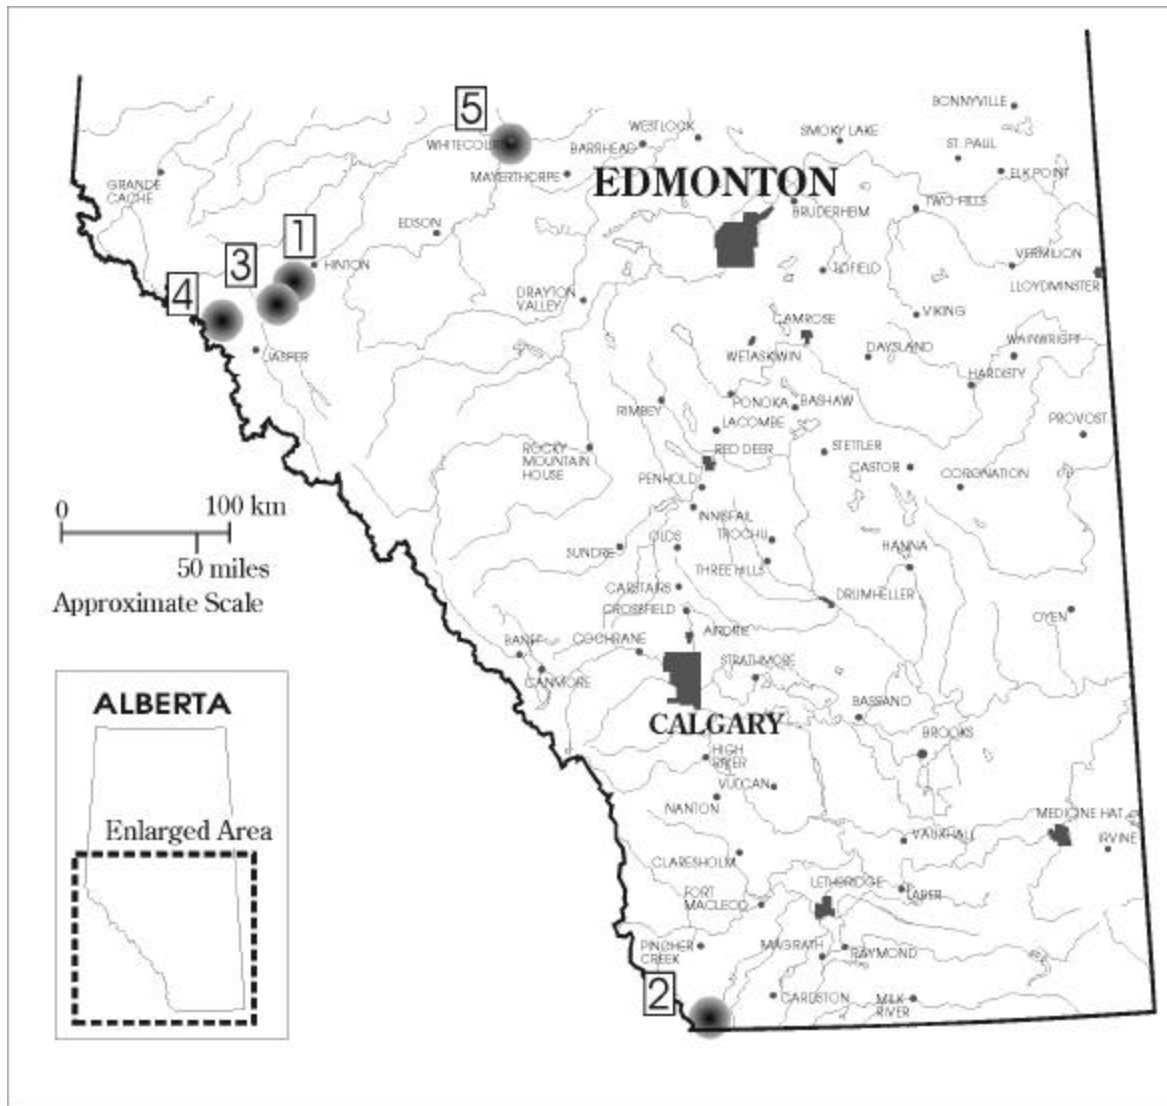 BONNYVILLE
5
WESTLOCK
SMOKY LAKE
WHITECOURT
BARRHEAD
ST. PAUL
MAYERTHORPE
EDMONTON
ELK POINT
GRANDE
CACHE
BRUDERHEIM
TWO HILLS
EDSON
1
3
HINTON
VERMILION
TOFIELD
LLOYDMINSTER
4
DRAYTON
VALLEY
CAMROSE
VIKING
WETASKIWIN
DAYSLAND
WAINWRIGHT
JASPER
HARDISTY
RIMBEY
PONOKA
BASHAW
LACOMBE
PROVOST
ROCKY
MOUNTAIN
HOUSE
RED DEER
STETTLER
CASTOR
CORONATION
PENHOLD
0
100 km
50 miles
Approximate Scale
INNISFAIL
OLDS
TROCHU
SUNDRE
HANNA
THREE HILLS
CARSTAIRS
CROSSFIELD
DRUMHELLER
OYEN
BANFF
COCHRANE
AIRDRIE
CANMORE
STRATHMORE
CALGARY
BASSANO
BROOKS
HIGH
RIVER
VULCAN
NANTON
MEDICINE HAT
IRVINE
VAUXHALL
CLARESHOLM
LETHBRIDGE
TABER
FORT
MACLEOD
PINCHER
CREEK
MAGRATH
RAYMOND
2
CARDSTON
MILK
RIVER
ALBERTA
Enlarged Area